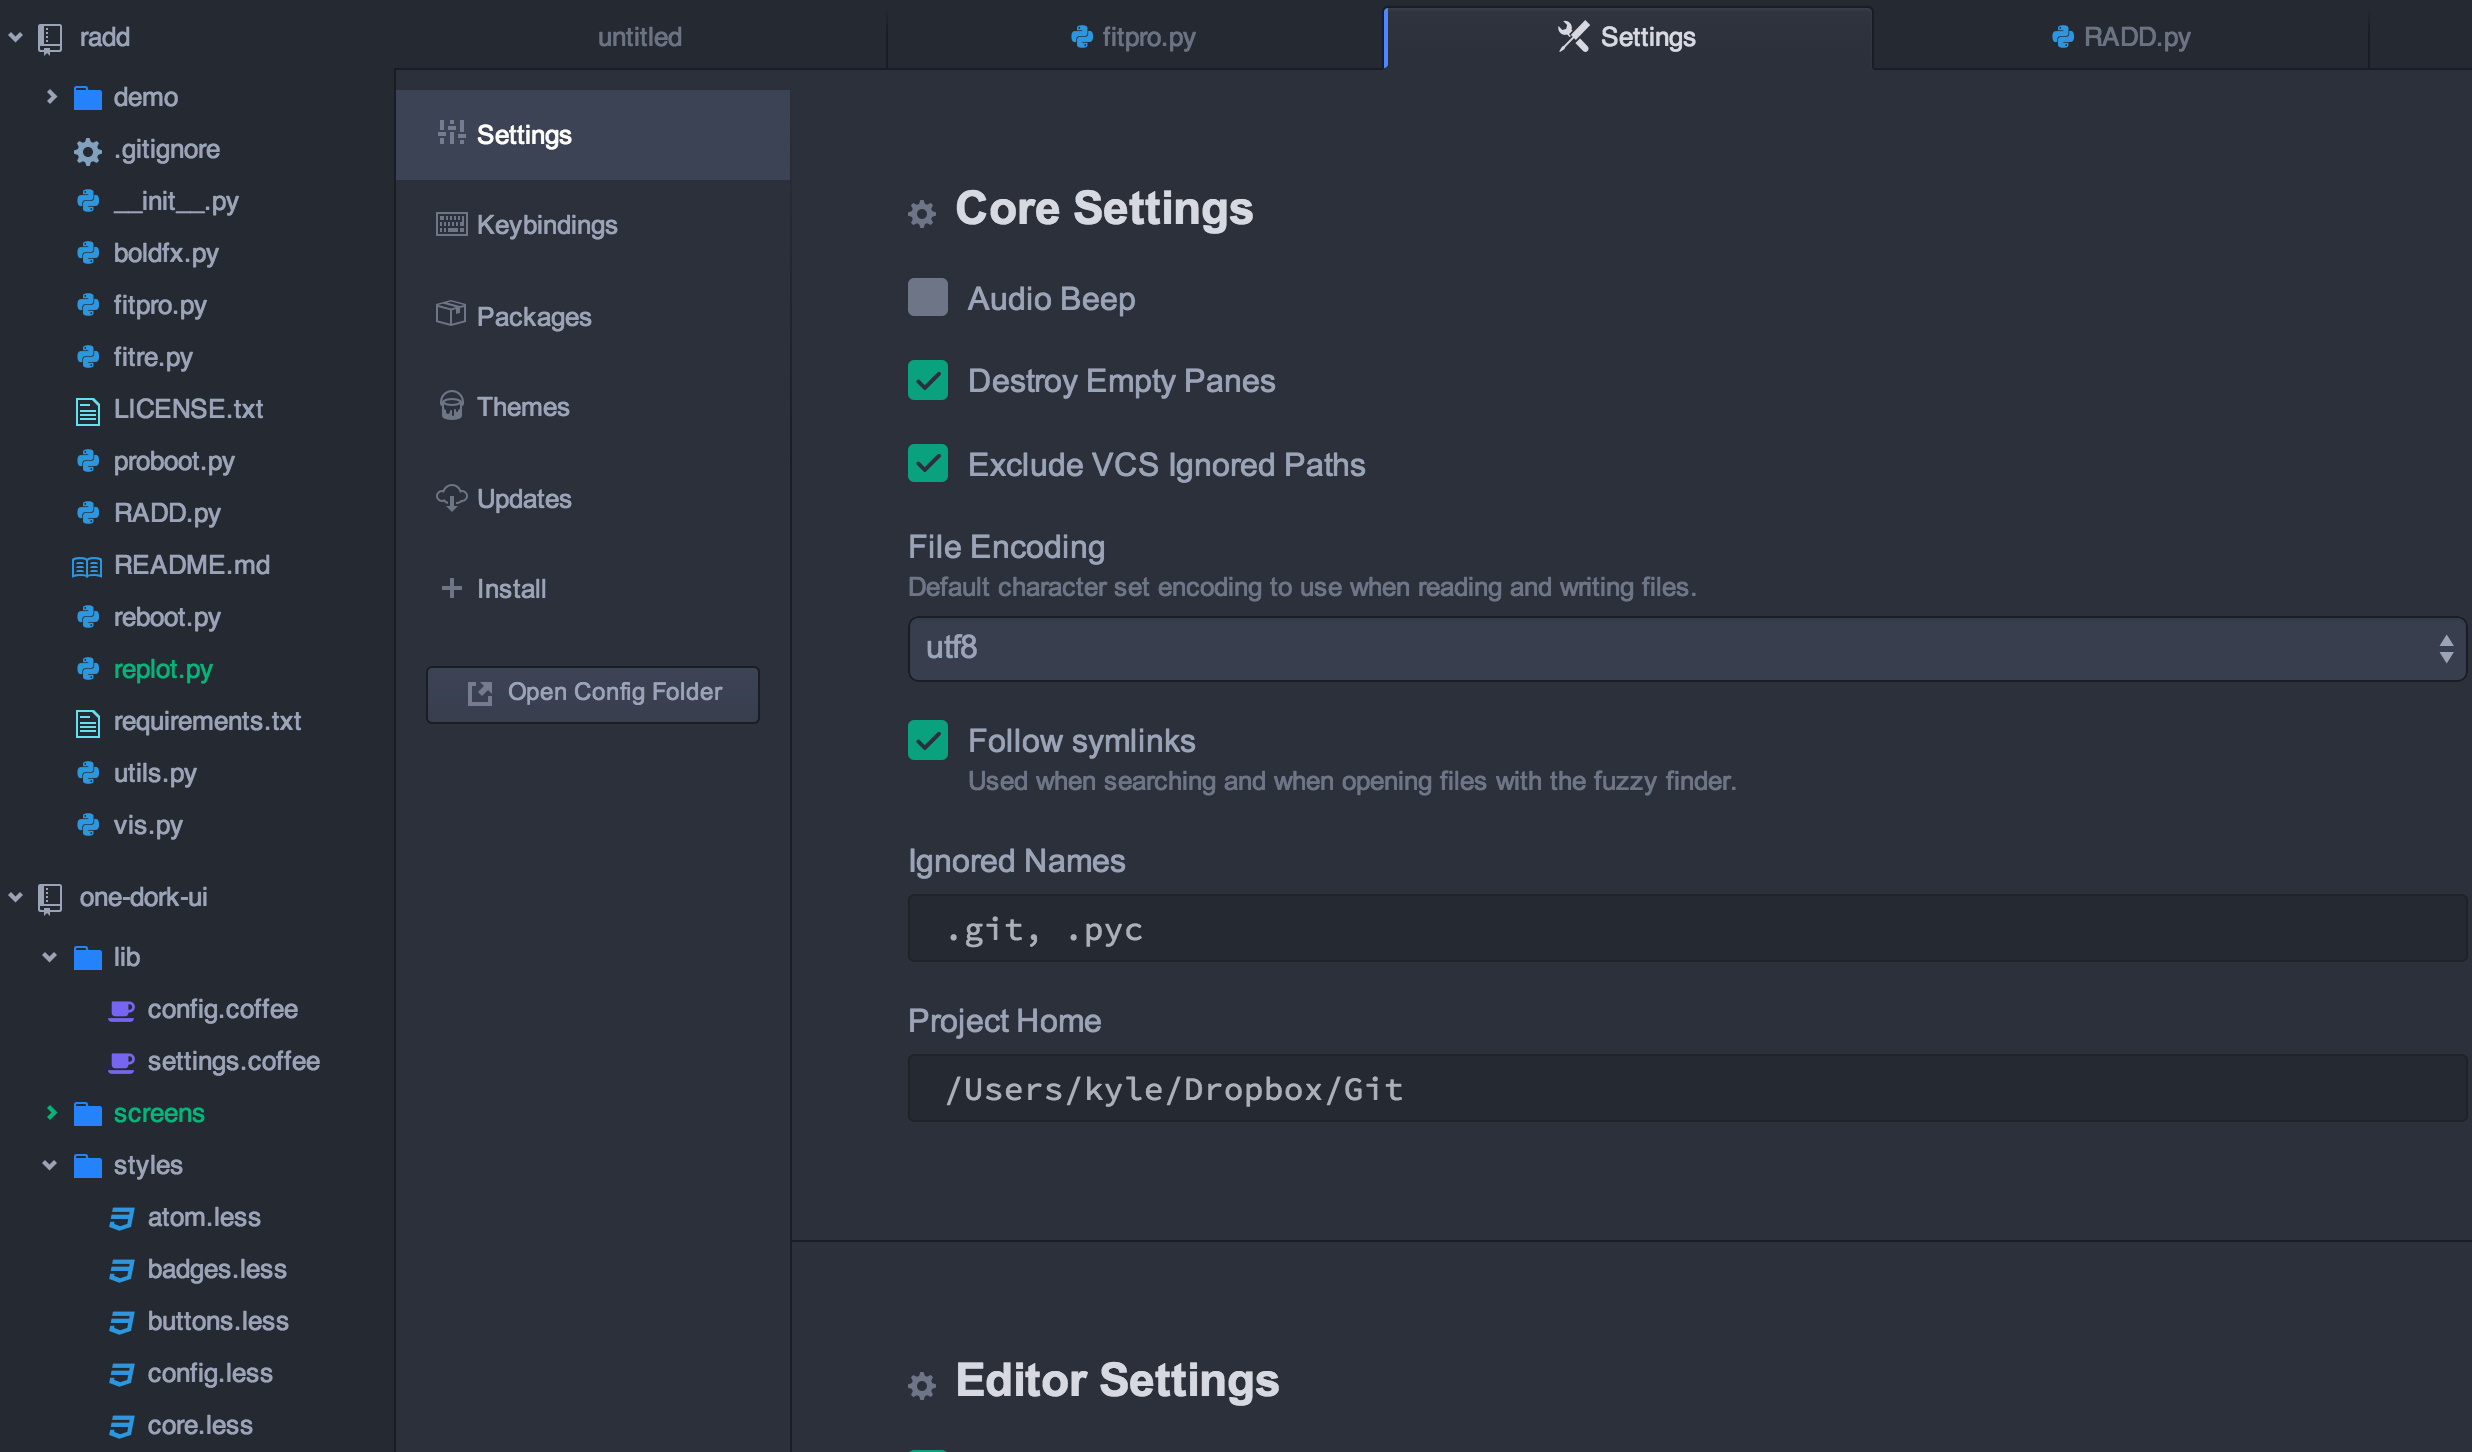 radd
demo
.gitignore
__init__.py
boldfx.py
fitpro.py
fitre.py
LICENSE.txt
proboot.py
RADD.py
README.md
reboot.py
replot.py
requirements.txt
utils.py
vis.py
one-dork-ui
lib
config.coffee
settings.coffee
screens
styles
atom.less
badges.less
buttons.less
config.less
core.less
untitled
fitpro.py
Settings
RADD.py
Settings
Keybindings
Packages
Themes
Updates
Install
Open Config Folder
Core Settings
Audio Beep
Destroy Empty Panes
Exclude VCS Ignored Paths
File Encoding
Default character set encoding to use when reading and writing files.
utf8
Follow symlinks
Used when searching and when opening files with the fuzzy finder.
Ignored Names
.git, .pyc
Project Home
/Users/kyle/Dropbox/Git
Editor Settings